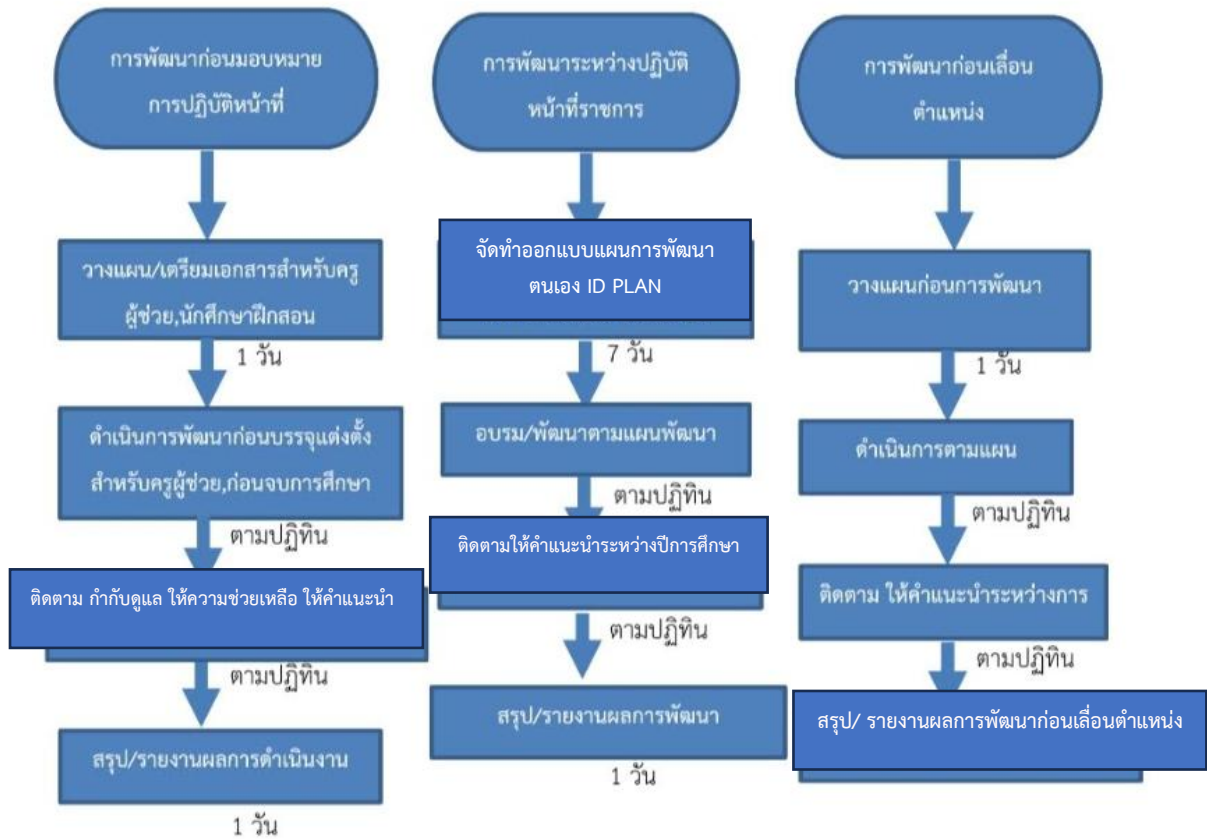 การพัฒนาก่อนมอบหมาย
การปฏิบัติหน้าที่
วางแผน/เตรียมเอกสารสำหรับครู
ผู้ช่วย,นักศึกษาฝึกสอน
1 วัน
ดำเนินการพัฒนาก่อนบรรจุแต่งตั้ง
สำหรับครูผู้ช่วย,ก่อนจบการศึกษา
ตามปฏิทิน
ติดตาม กำกับดูแล ให้ความช่วยเหลือ ให้คำแนะนำ
ตามปฏิทิน
สรุป/รายงานผลการดำเนินงาน
1 วัน
การพัฒนาระหว่างปฏิบัติ
หน้าที่ราชการ
จัดทำออกแบบแผนการพัฒนา
ตนเอง ID PLAN
7 วัน
อบรม/พัฒนาตามแผนพัฒนา
ตามปฏิทิน
ติดตามให้คำแนะนำระหว่างปีการศึกษา
ตามปฏิทิน
สรุป/รายงานผลการพัฒนา
1 วัน
การพัฒนาก่อนเลื่อน
ตำแหน่ง
วางแผนก่อนการพัฒนา
1 วัน
ดำเนินการตามแผน
ตามปฏิทิน
ติดตาม ให้คำแนะนำระหว่างการ
ตามปฏิทิน
สรุป/ รายงานผลการพัฒนาก่อนเลื่อนตำแหน่ง